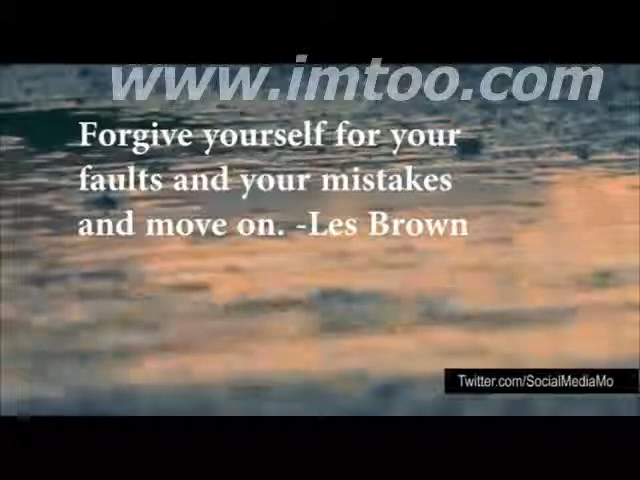 www.imtoo.com
Forgive yourself for your
faults and your mistakes
and move on. -Les Brown
Twitter.com/SocialMediaMo